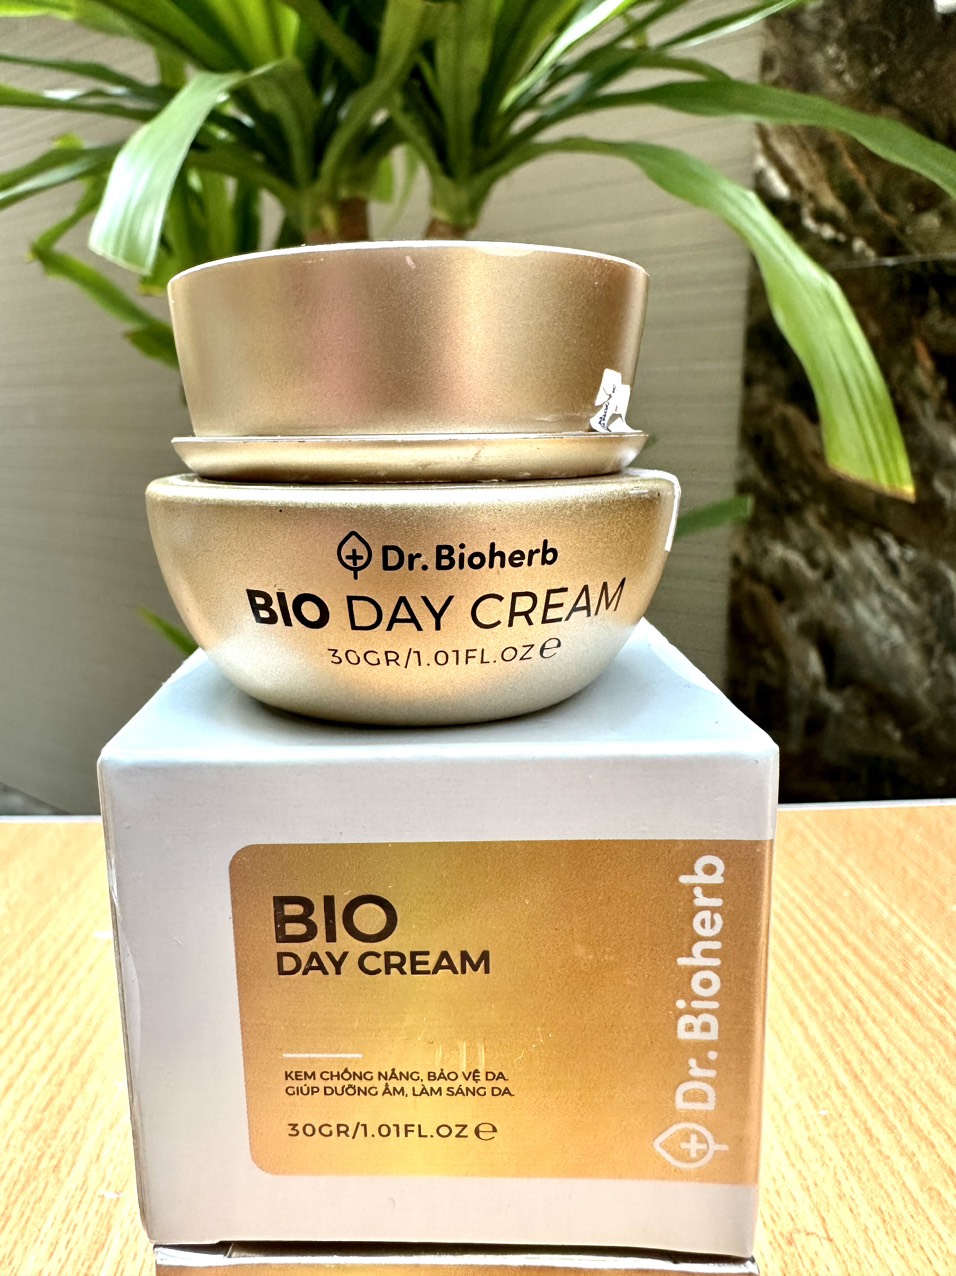 Dr. Bioherb
BIO DAY CREAM
30GR/1.01FL.OZ ℮
BIO
DAY CREAM
KEM CHỐNG NẮNG, BẢO VỆ DA.
GIÚP DƯỠNG ẨM, LÀM SÁNG DA.
30GR/1.01FL.OZ ℮
Dr. Bioherb